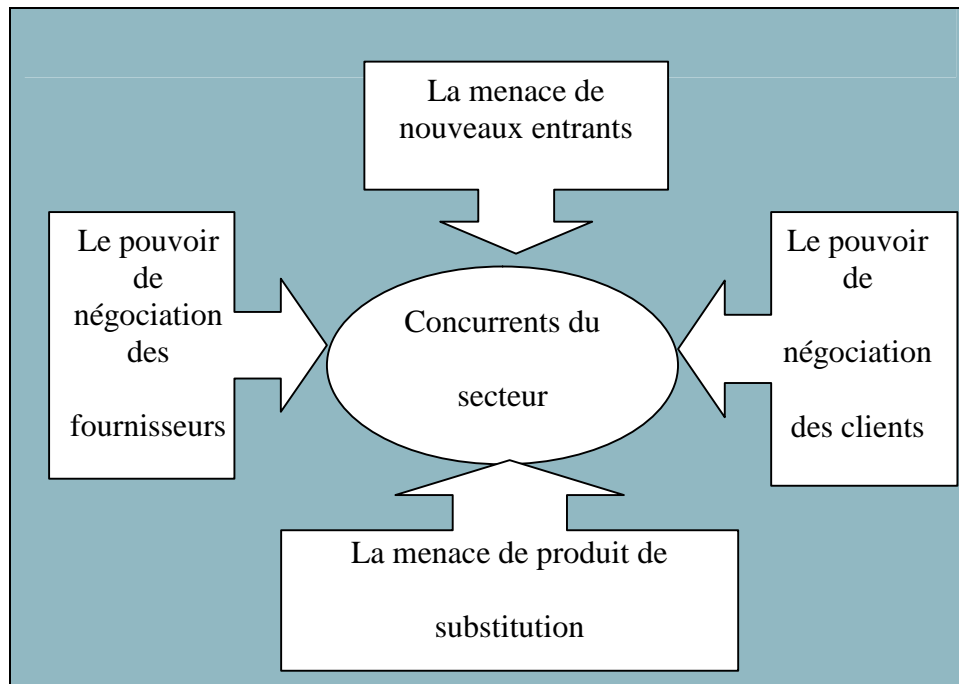 La menace de
nouveaux entrants
Le pouvoir
de
négociation
des
fournisseurs
Concurrents du
secteur
Le pouvoir
de
négociation
des clients
La menace de produit de
substitution